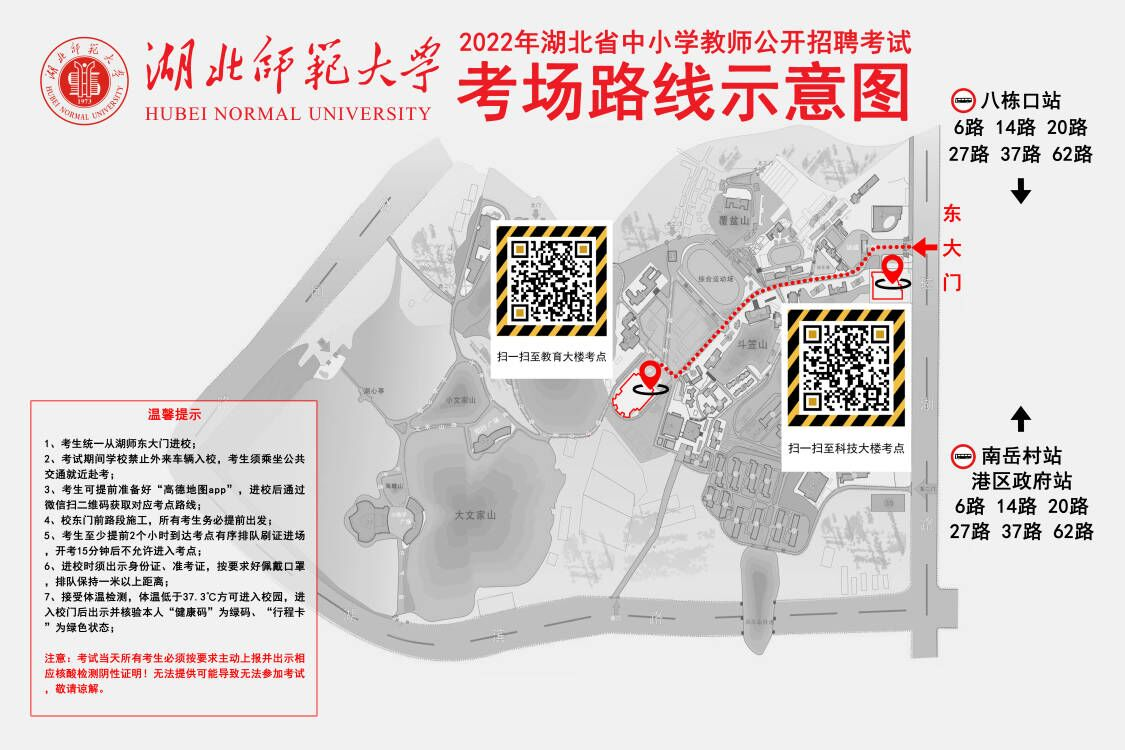 湖北师范大学
HUBEI NORMAL UNIVERSITY
1973
2022年湖北省中小学教师公开招聘考试
考场路线示意图
八栋口站
6路 14路 20路
27路 37路 62路
东大门
覆盆山
综合运动场
斗笠山
扫一扫至教育大楼考点
扫一扫至科技大楼考点
湖心亭
小文家山
大文家山
南岳村站
港区政府站
6路 14路 20路
27路 37路 62路
温馨提示
1、考生统一从湖师东大门进校；
2、考试期间学校禁止外来车辆入校，考生须乘坐公共
交通就近赴考；
3、考生可提前准备好“高德地图app”，进校后通过
微信扫二维码获取对应考点路线；
4、校东门前路段施工，所有考生务必提前出发；
5、考生至少提前2个小时到达考点有序排队刷证进场
，开考15分钟后不允许进入考点；
6、进校时须出示身份证、准考证，按要求好佩戴口罩
，排队保持一米以上距离；
7、接受体温检测，体温低于37.3℃方可进入校园，进
入校门后出示并核验本人“健康码”为绿码、“行程卡
”为绿色状态；
注意：考试当天所有考生必须按要求主动上报并出示相
应核酸检测阴性证明！无法提供可能导致无法参加考试
，敬请谅解。